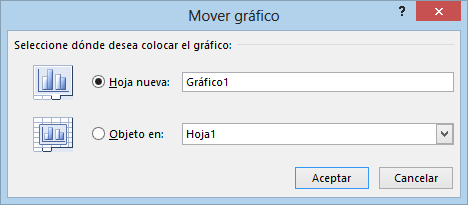 Mover gráfico
?
Seleccione dónde desea colocar el gráfico:
Hoja nueva: Gráfico1
Objeto en: Hoja1
Aceptar Cancelar